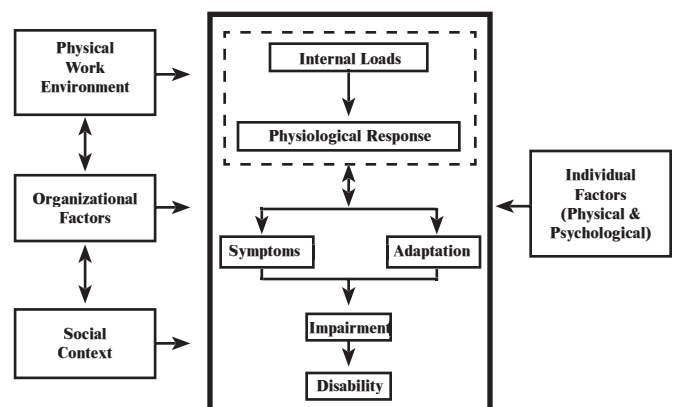 Physical
Work
Environment
Organizational
Factors
Social
Context
Internal Loads
Physiological Response
Symptoms
Adaptation
Impairment
Disability
Individual
Factors
(Physical &
Psychological)